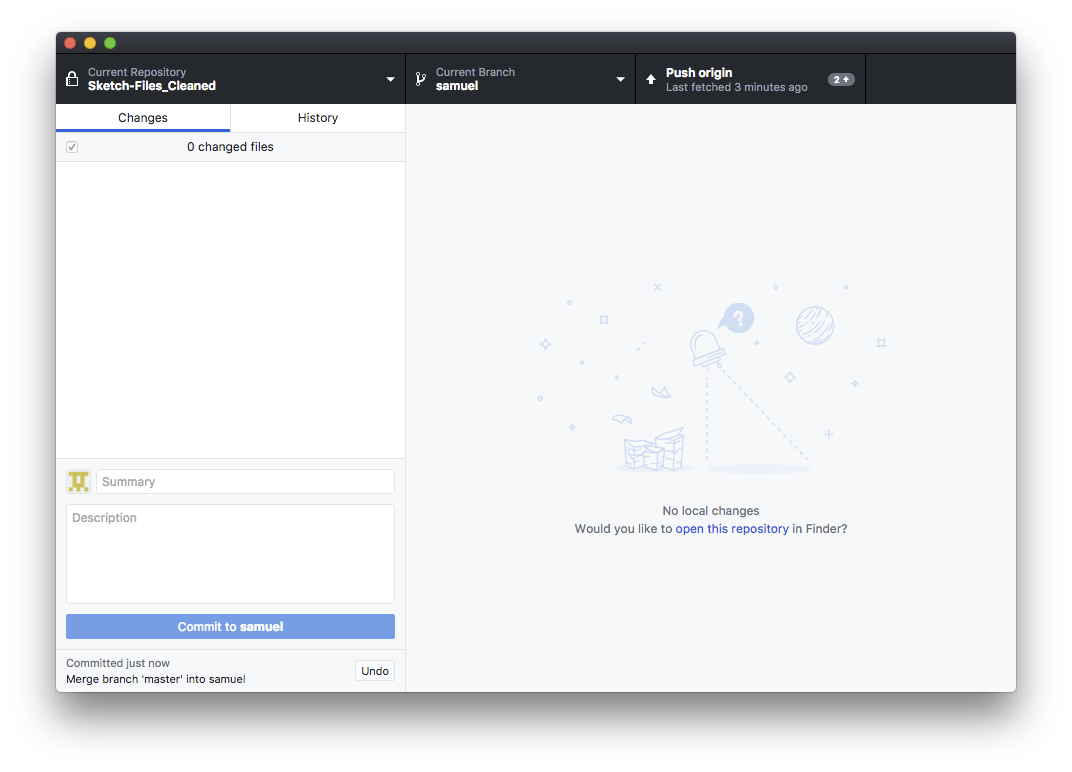 Current Repository
Sketch-Files_Cleaned
Current Branch
samuel
Push origin
Last fetched 3 minutes ago
2
Changes
History
0 changed files
?
No local changes
Would you like to open this repository in Finder?
Summary
Description
Commit to samuel
Committed just now
Merge branch 'master' into samuel
Undo